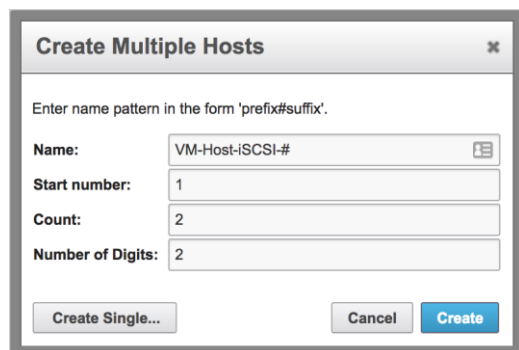 Create Multiple Hosts
Enter name pattern in the form 'prefix#suffix'.
Name: VM-Host-iSCSI-#
Start number: 1
Count: 2
Number of Digits: 2
Create Single... Cancel Create